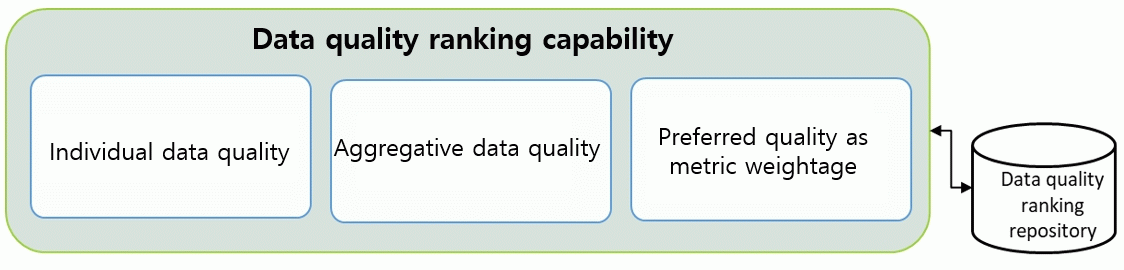 Data quality ranking capability
Individual data quality
Aggregative data quality
Preferred quality as
metric weightage
Data quality
ranking
repository